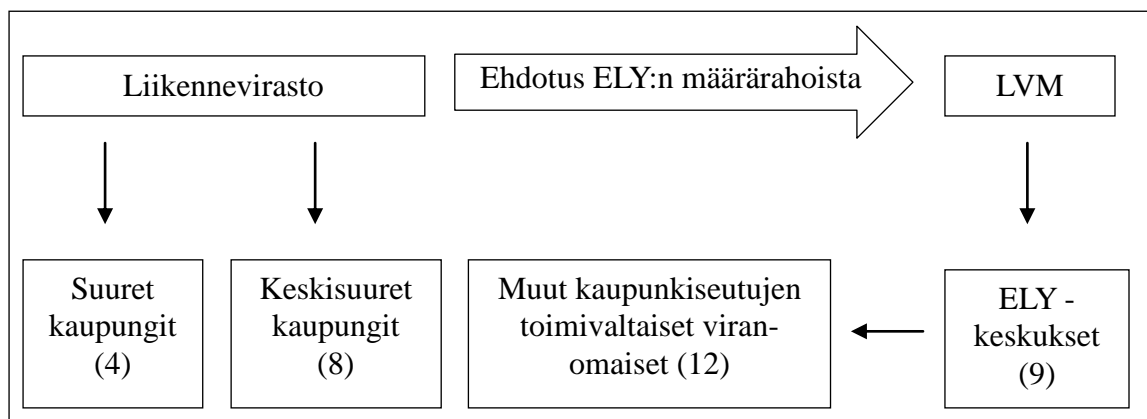 Liikennevirasto
Ehdotus ELY:n määrärahoista
LVM
Suuret
kaupungit
(4)
Keskisuuret
kaupungit
(8)
Muut kaupunkiseutujen
toimivaltaiset viran-
omaiset (12)
ELY -
keskukset
(9)